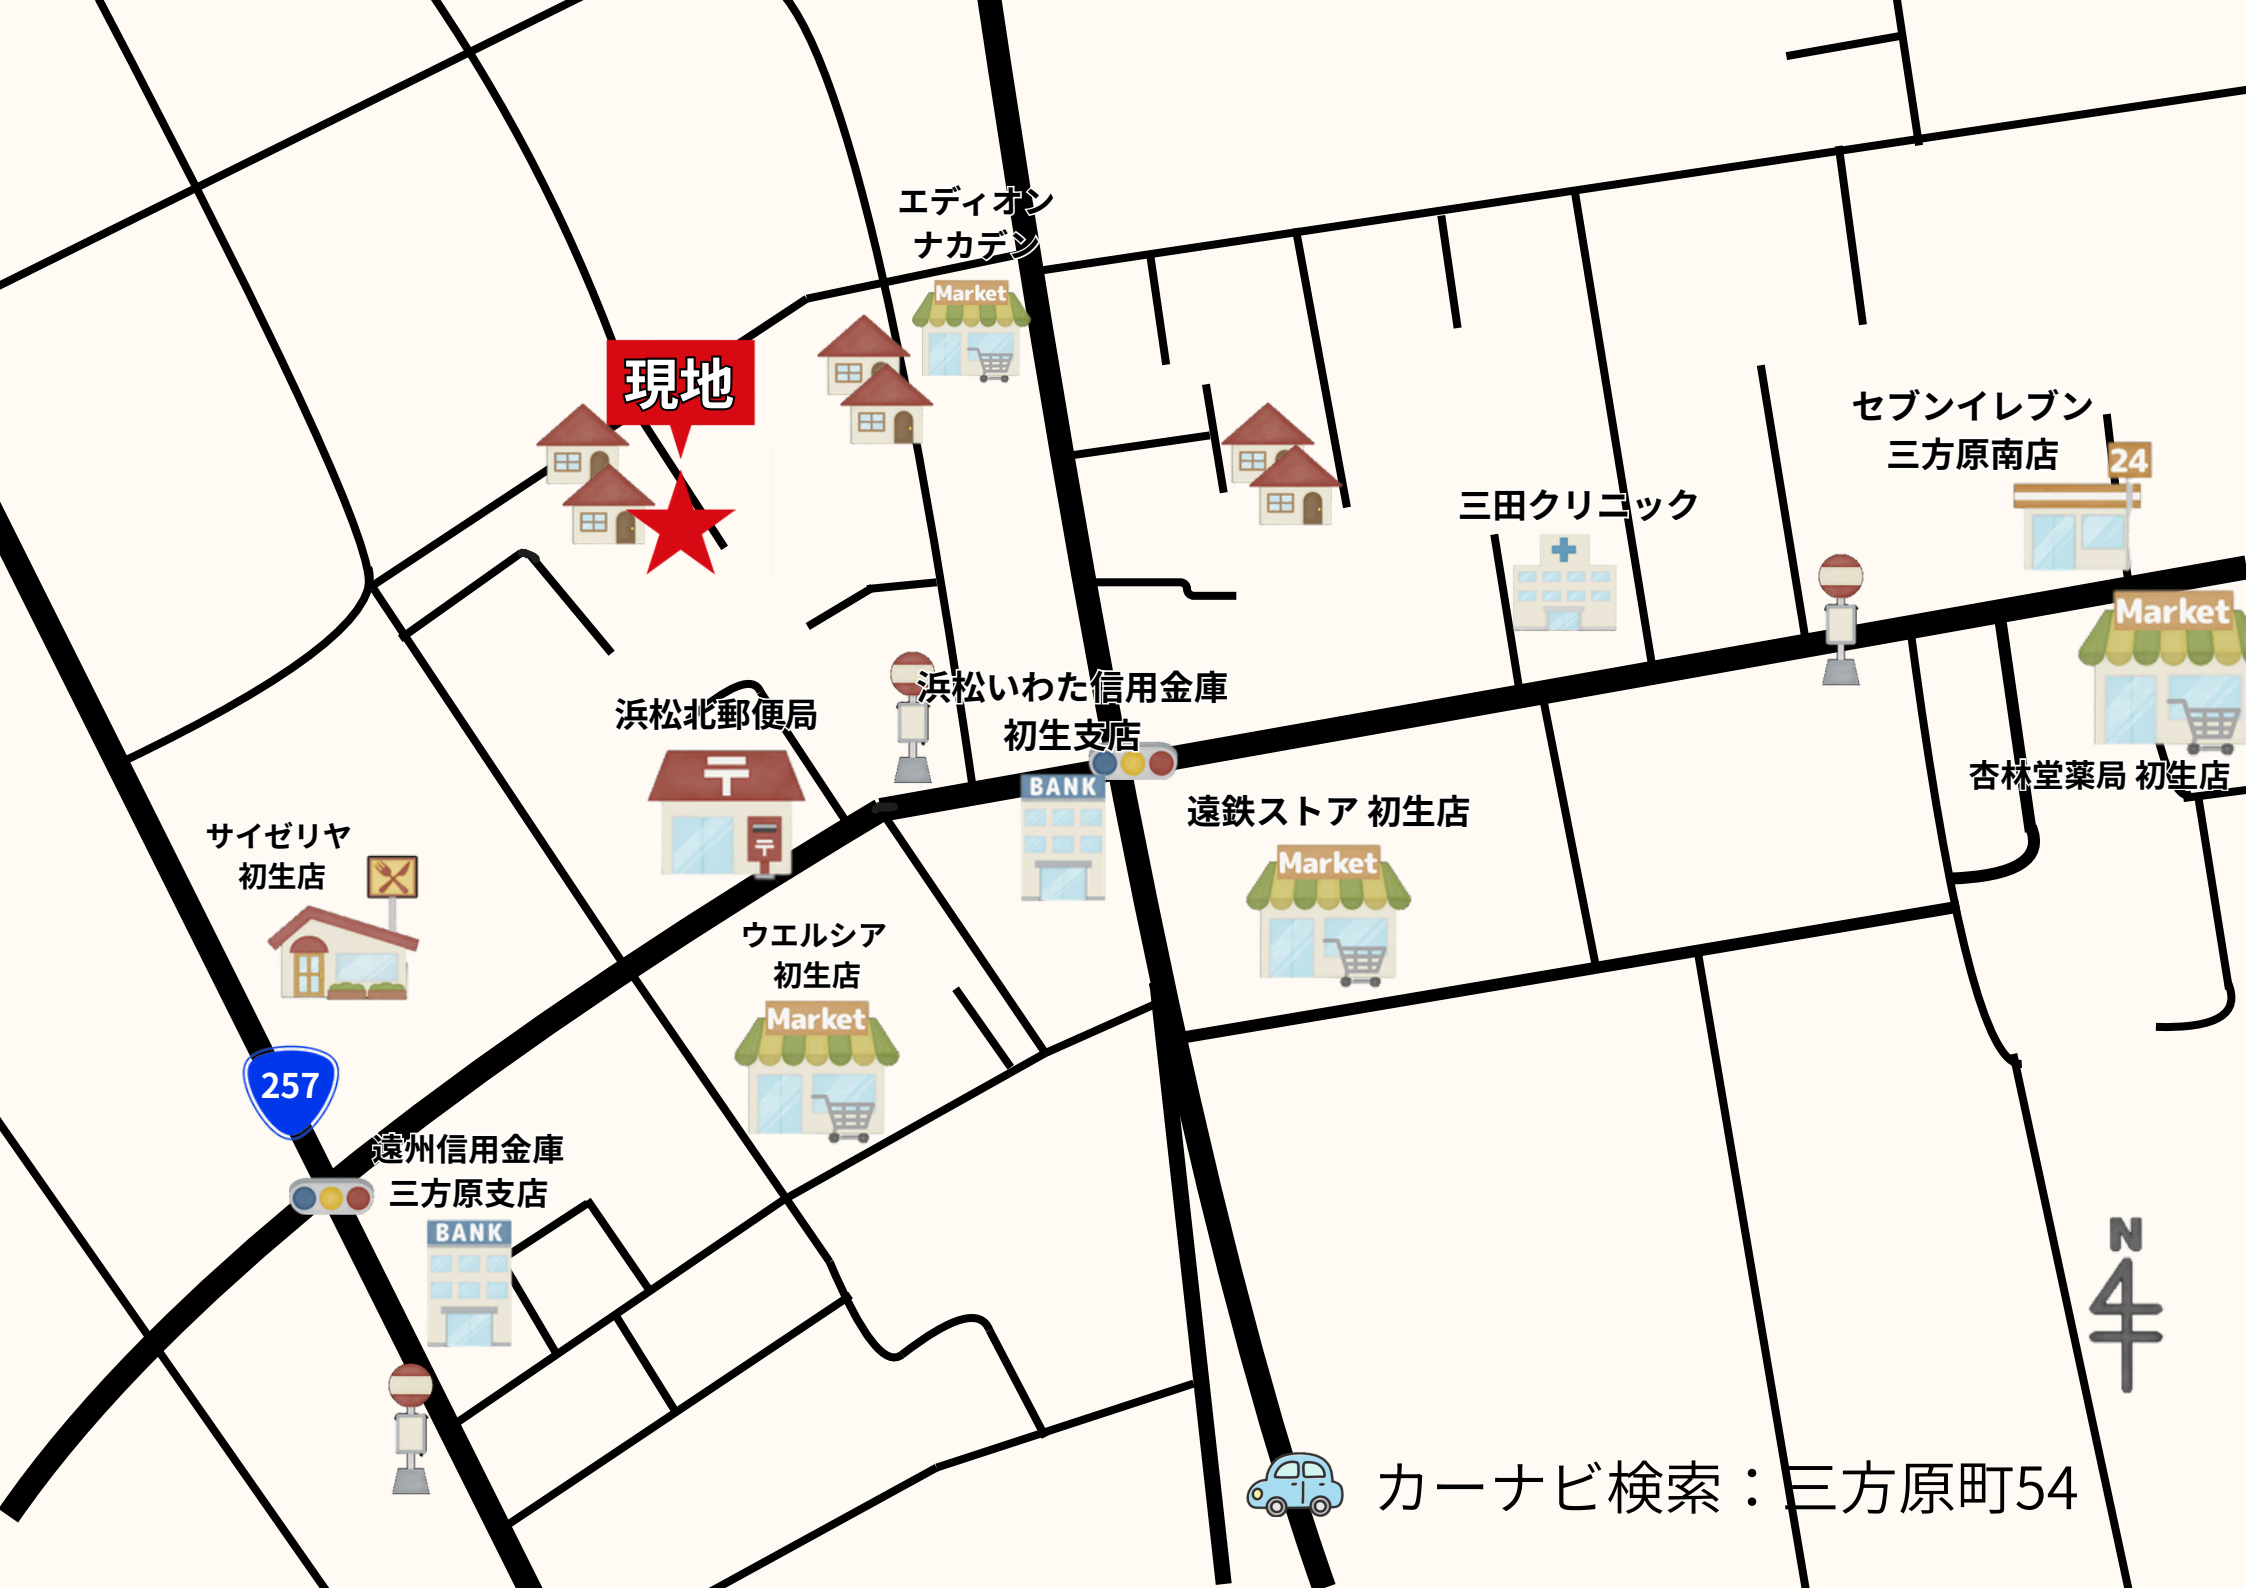 エディオン
ナカデン
Market
現地
セブンイレブン
三方原南店
24
三田クリニック
Market
浜松いわた信用金庫
初生支店
浜松北郵便局
〒
〒
BANK
杏林堂薬局 初生店
遠鉄ストア 初生店
Market
サイゼリヤ
初生店
ウエルシア
初生店
Market
257
遠州信用金庫
三方原支店
BANK
N
カーナビ検索：三方原町54